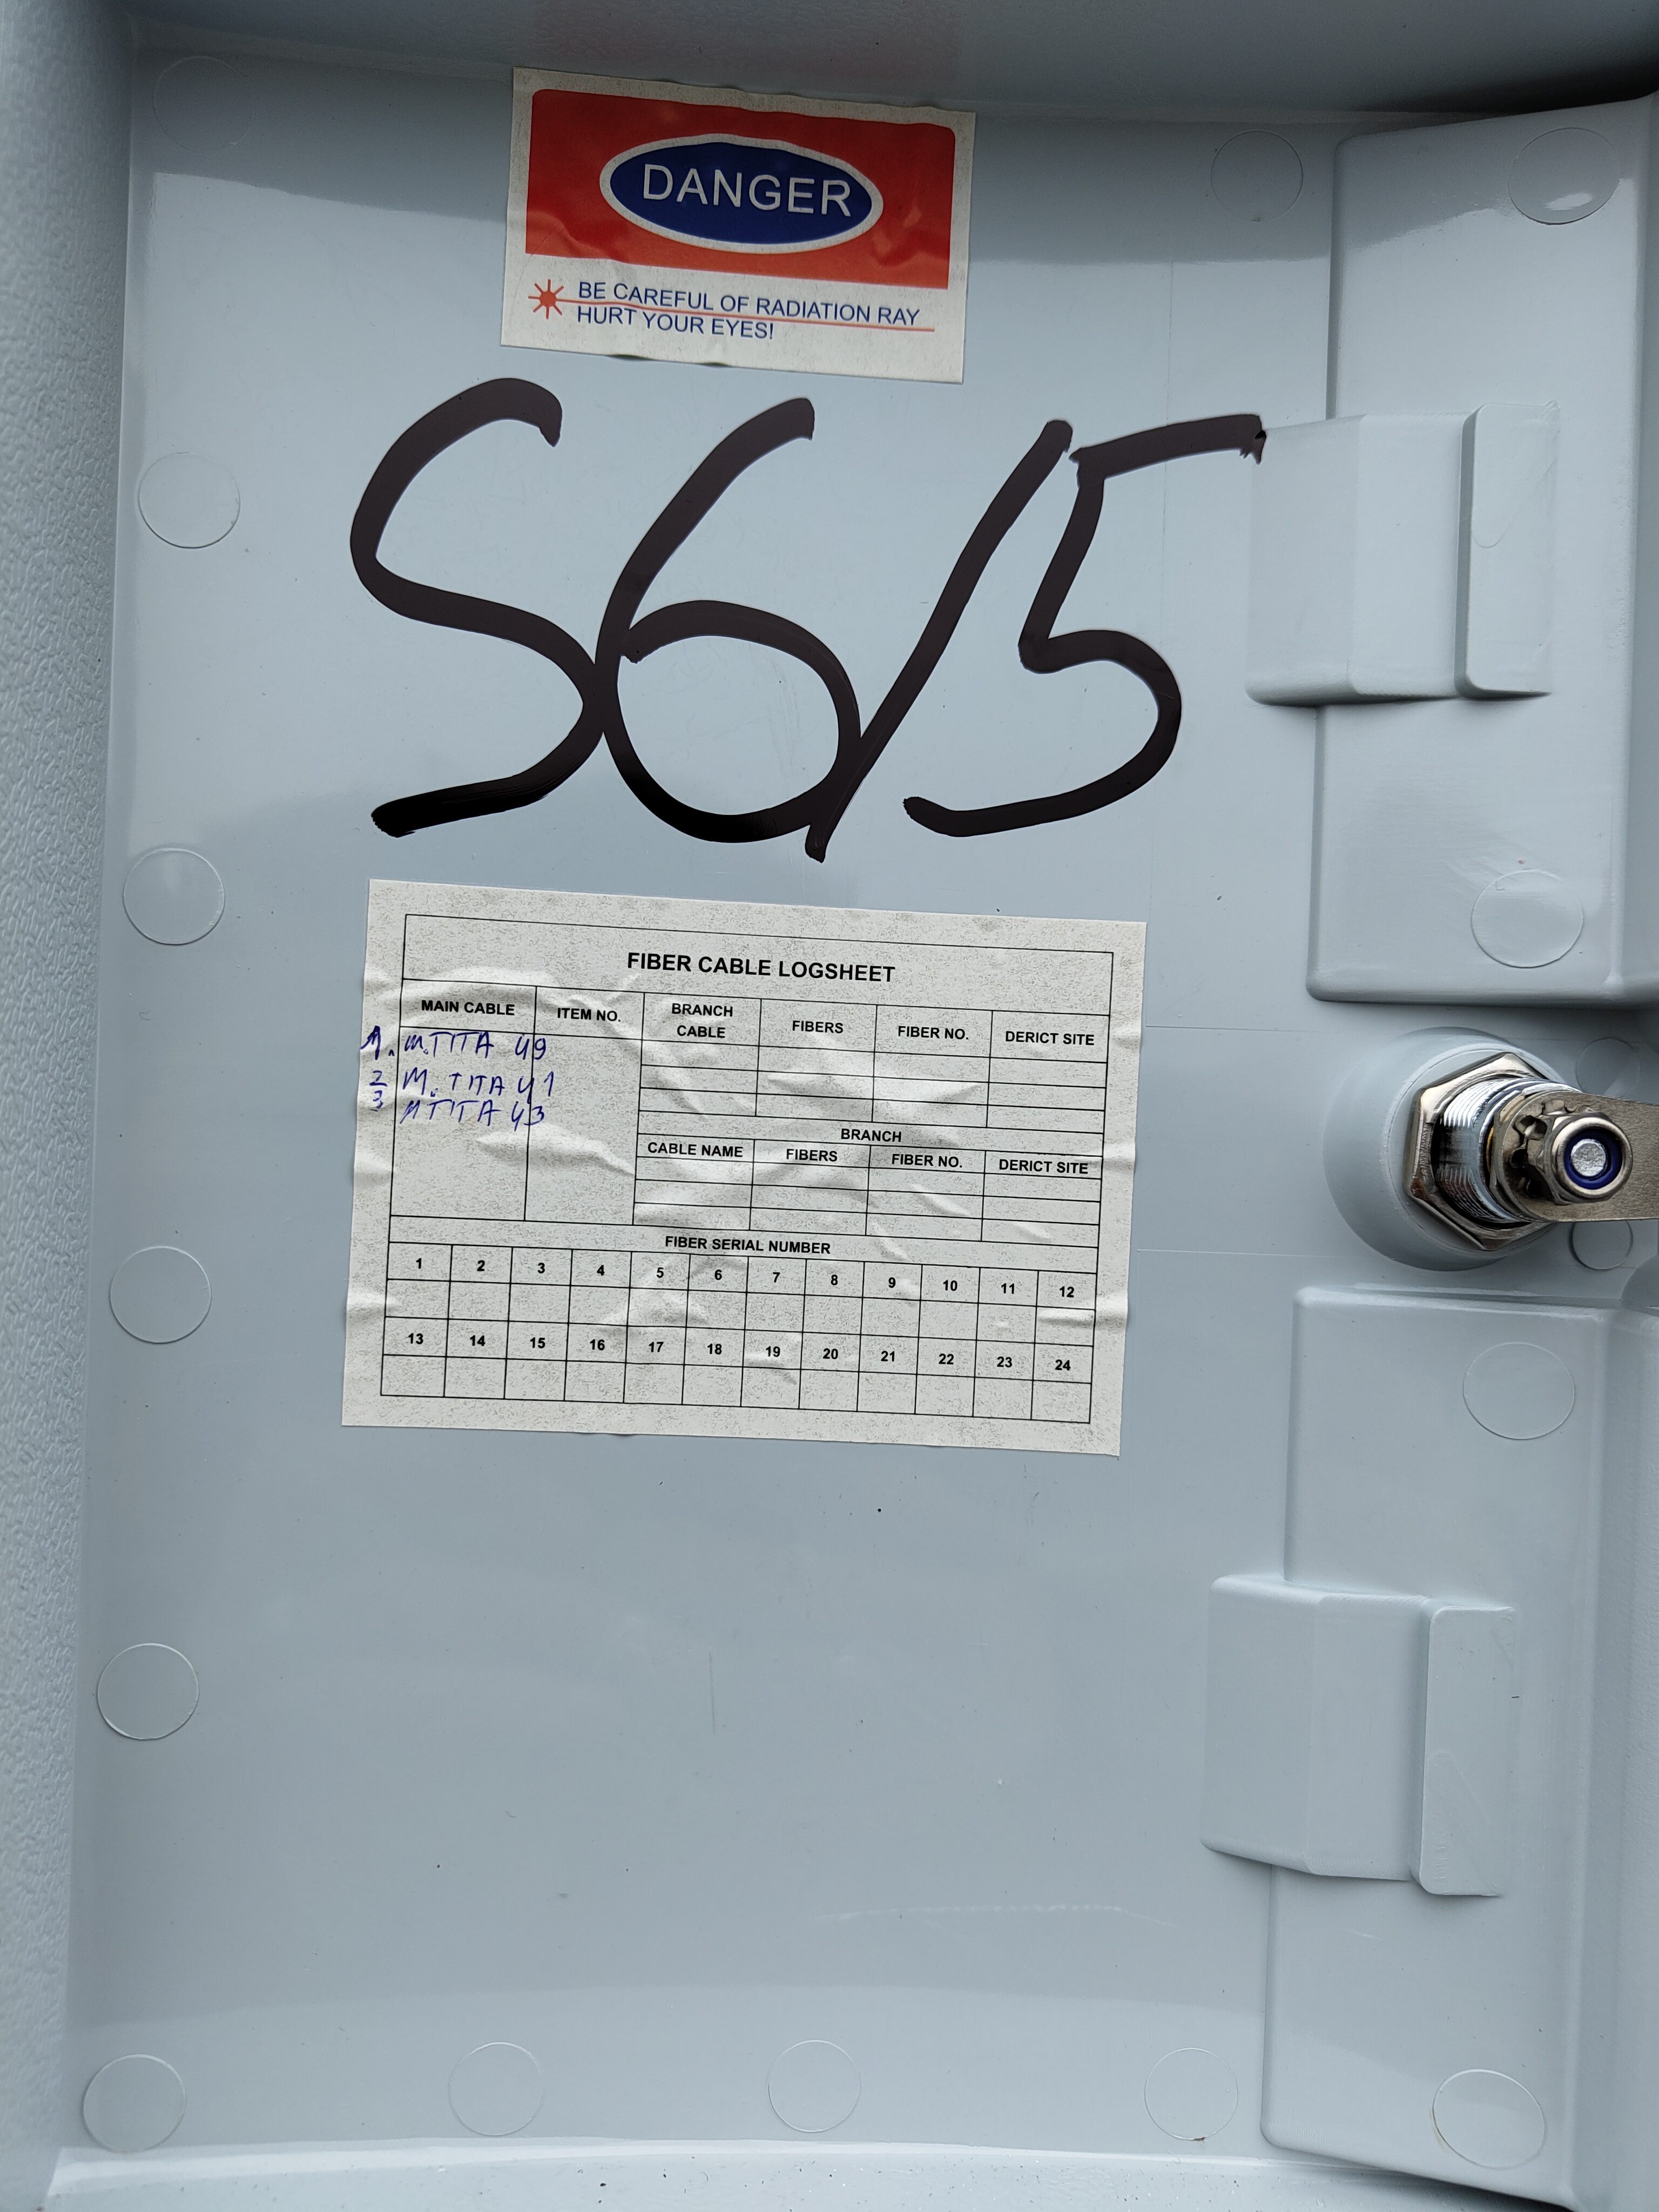 DANGER
BE CAREFUL OF RADIATION RAY
HURT YOUR EYES!
S6/5
FIBER CABLE LOGSHEET
MAIN CABLE ITEM NO. BRANCH CABLE FIBERS FIBER NO. DERICT SITE
1. M.TITA 49
2 M. TITA 41
3 MTITA 43
BRANCH
CABLE NAME FIBERS FIBER NO. DERICT SITE
FIBER SERIAL NUMBER
1 2 3 4 5 6 7 8 9 10 11 12
13 14 15 16 17 18 19 20 21 22 23 24